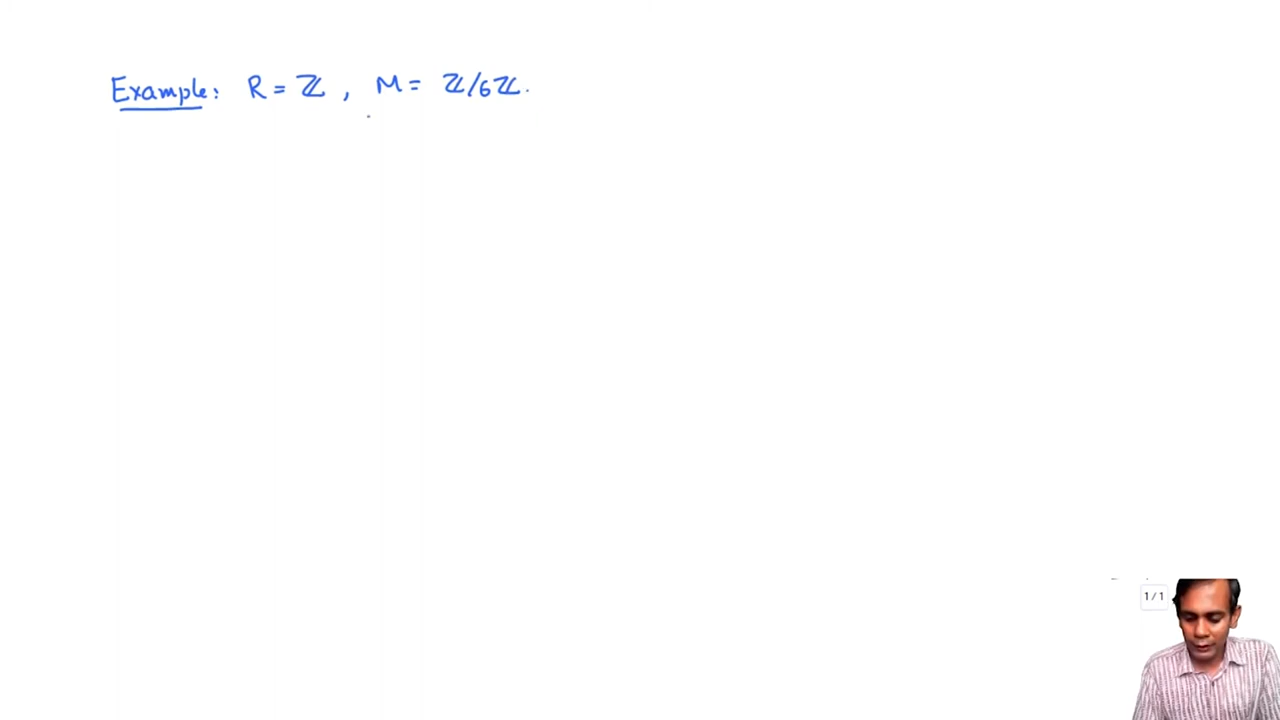 Example: R = ℤ , M = ℤ/6ℤ.
1 / 1